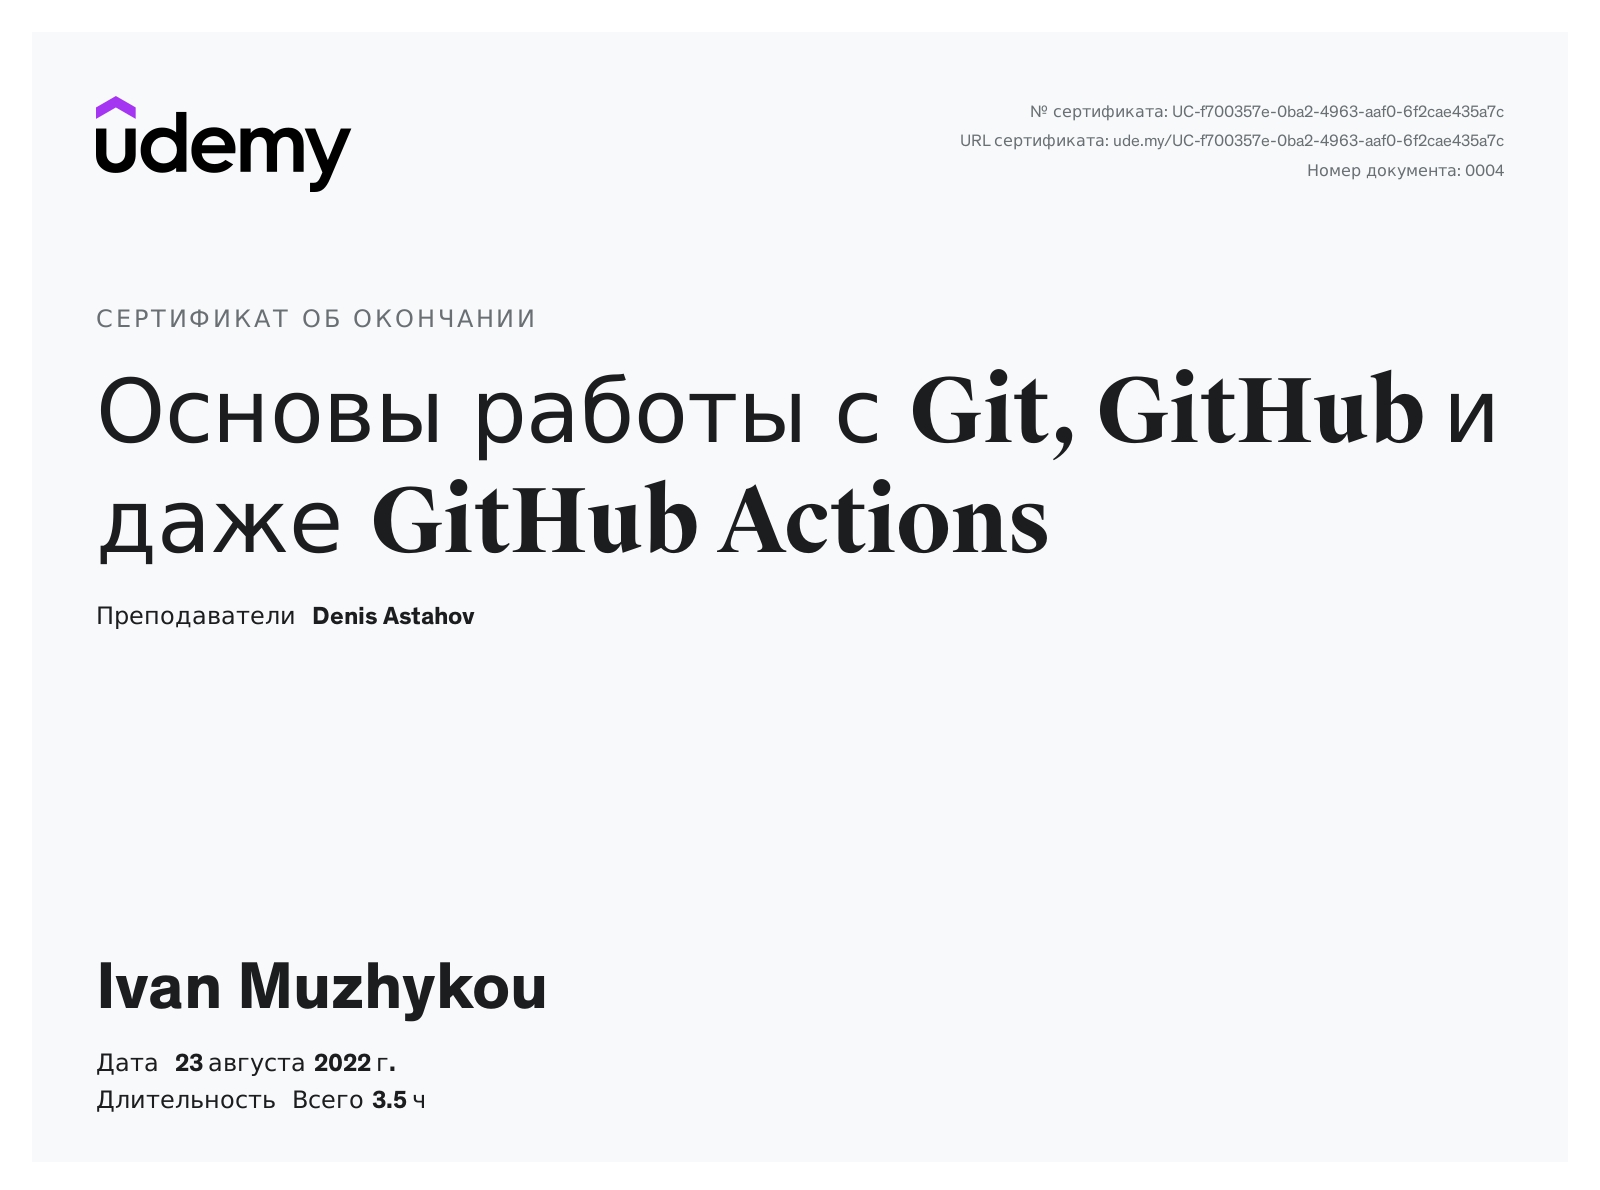 udemy
№ сертификата: UC-f700357e-0ba2-4963-aaf0-6f2cae435a7c
URL сертификата: ude.my/UC-f700357e-0ba2-4963-aaf0-6f2cae435a7c
Номер документа: 0004
СЕРТИФИКАТ ОБ ОКОНЧАНИИ
Основы работы с Git, GitHub и
даже GitHub Actions
Преподаватели Denis Astahov
Ivan Muzhykou
Дата 23 августа 2022 г.
Длительность Всего 3.5 ч